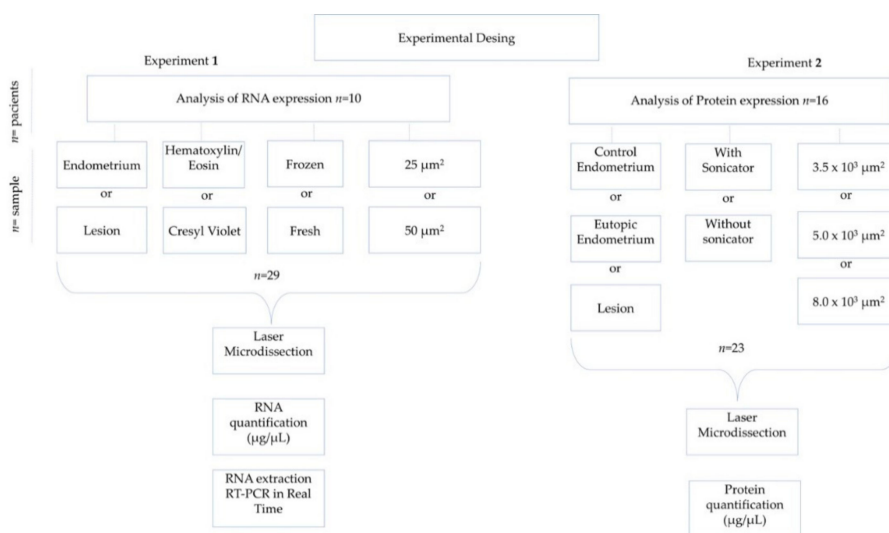 Experimental Desing
Experiment 1
Analysis of RNA expression n=10
n= pacients
n= sample
Endometrium
or
Lesion
Hematoxylin/
Eosin
or
Cresyl Violet
Frozen
or
Fresh
25 µm²
or
50 µm²
n=29
Laser
Microdissection
RNA
quantification
(µg/µL)
RNA extraction
RT-PCR in Real
Time
Experiment 2
Analysis of Protein expression n=16
Control
Endometrium
or
Eutopic
Endometrium
or
Lesion
With
Sonicator
or
Without
sonicator
3.5 x 10³ µm²
or
5.0 x 10³ µm²
or
8.0 x 10³ µm²
n=23
Laser
Microdissection
Protein
quantification
(µg/µL)